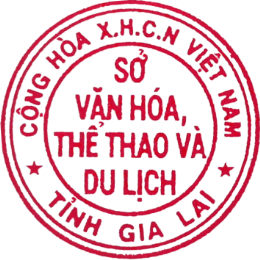 CỘNG HÒA X.H.C.N VIỆT NAM
SỞ
VĂN HÓA,
THỂ THAO VÀ
DU LỊCH
TỈNH GIA LAI